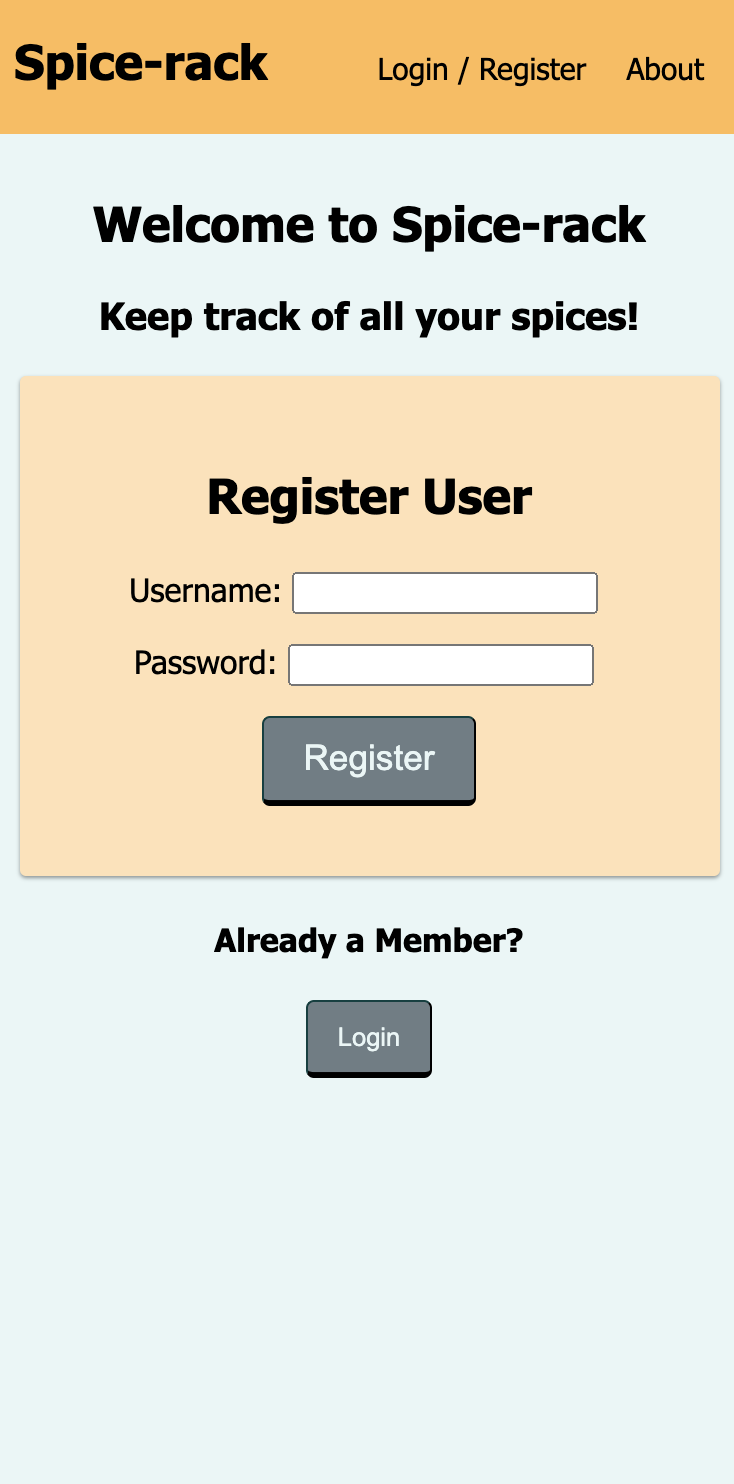 Spice-rack Login / Register About
Welcome to Spice-rack
Keep track of all your spices!
Register User
Username:
Password:
Register
Already a Member?
Login